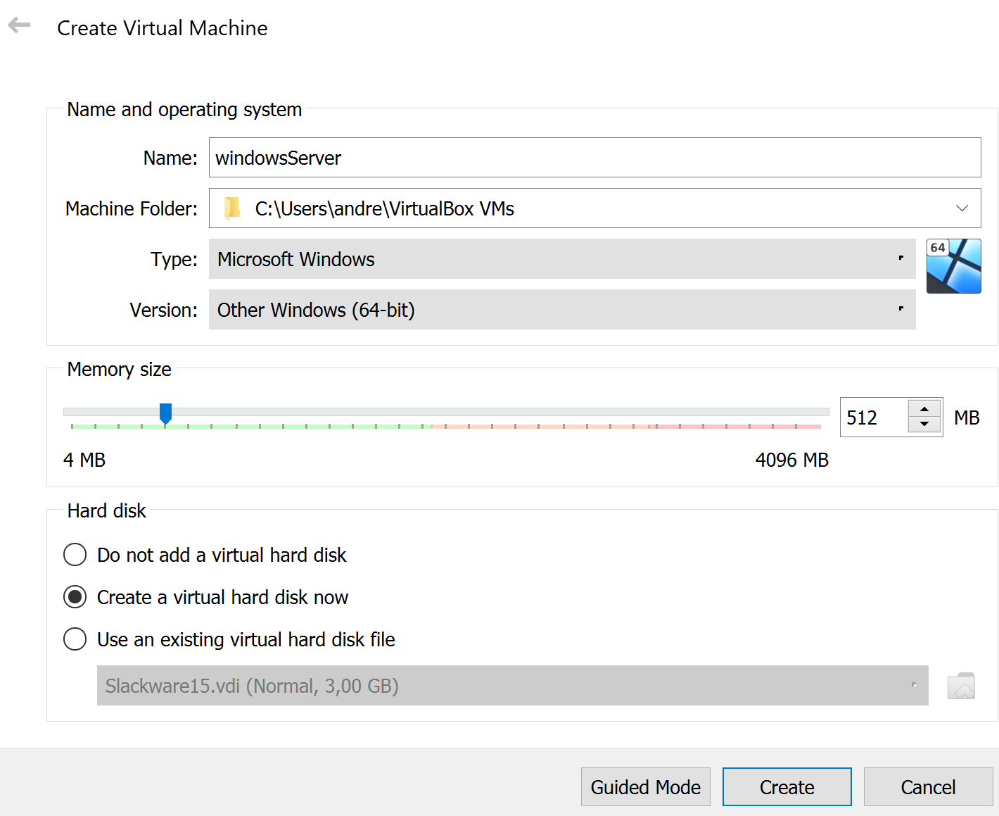 Create Virtual Machine
Name and operating system
Name: windowsServer
Machine Folder: C:\Users\andre\VirtualBox VMs
Type: Microsoft Windows
64
Version: Other Windows (64-bit)
Memory size
512 MB
4 MB 4096 MB
Hard disk
Do not add a virtual hard disk
Create a virtual hard disk now
Use an existing virtual hard disk file
Slackware15.vdi (Normal, 3,00 GB)
Guided Mode Create Cancel